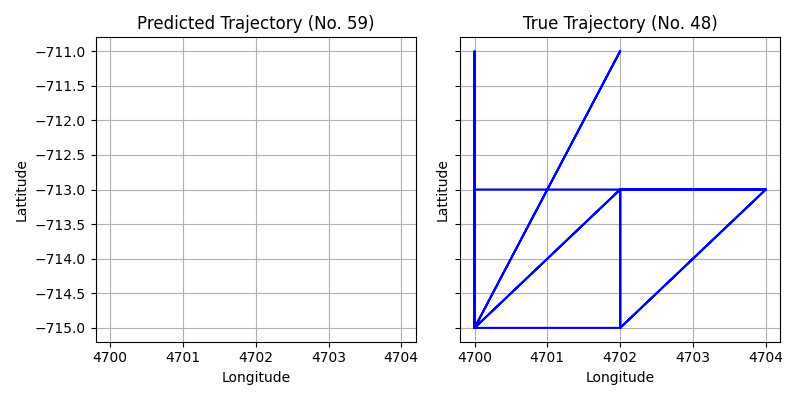 Predicted Trajectory (No. 59)
True Trajectory (No. 48)
Lattitude
−711.0
−711.5
−712.0
−712.5
−713.0
−713.5
−714.0
−714.5
−715.0
4700 4701 4702 4703 4704
Longitude
Lattitude
4700 4701 4702 4703 4704
Longitude